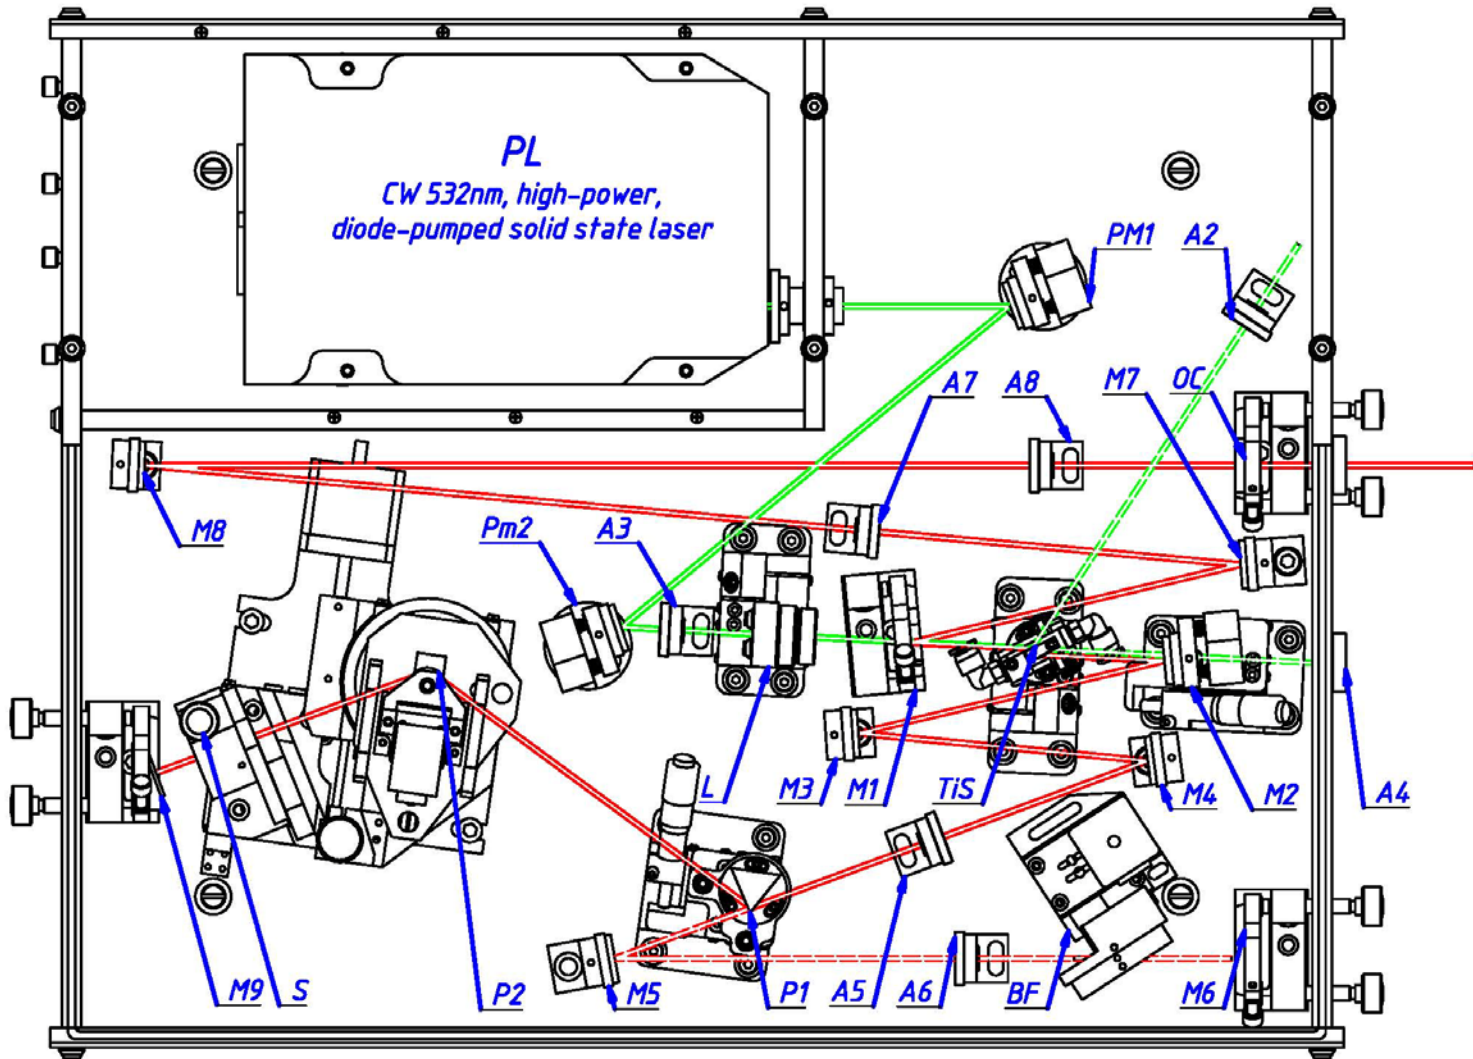 PL
CW 532nm, high-power,
diode-pumped solid state laser
PM1
A2
A7
A8
M7
OC
M8
Pm2
A3
L
M3
M1
TiS
M4
M2
A4
M9
S
P2
M5
P1
A5
A6
BF
M6